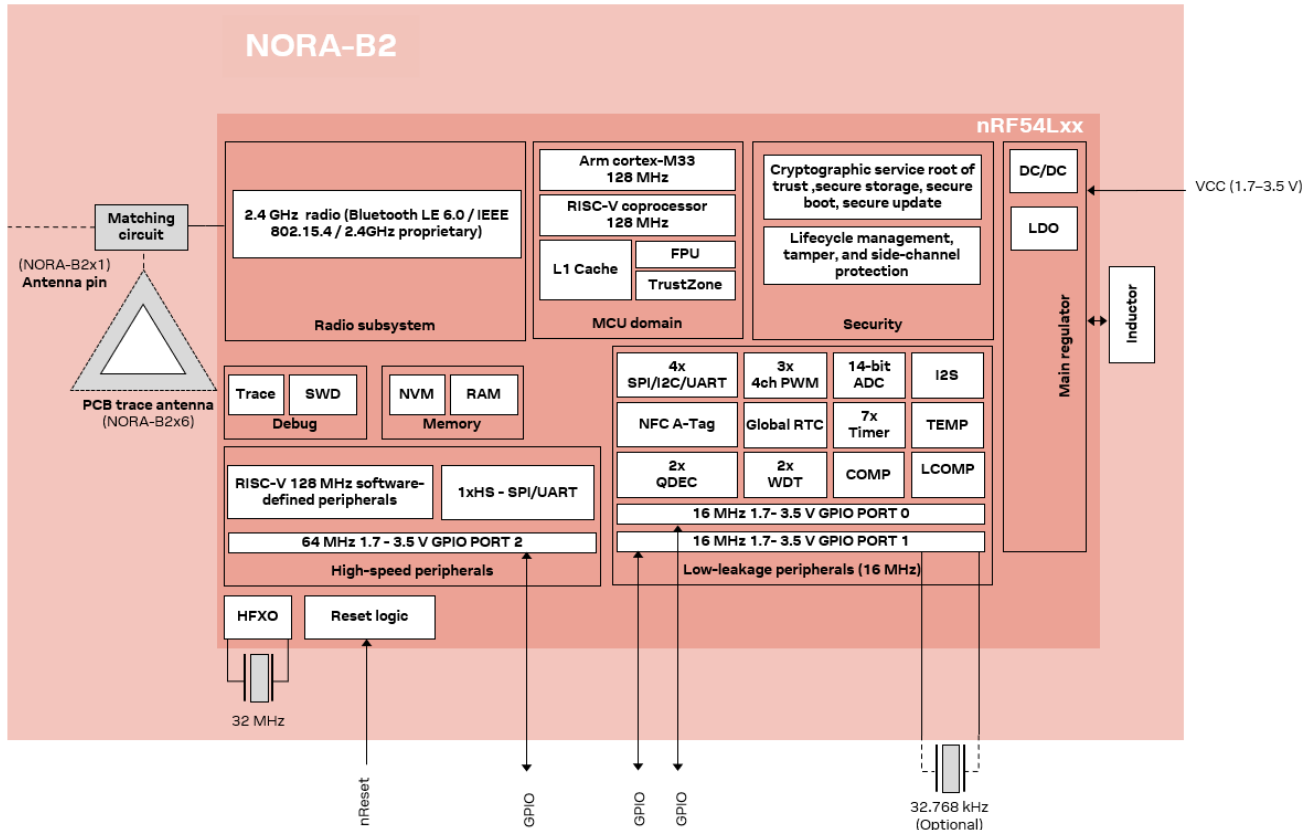 NORA-B2
nRF54Lxx
2.4 GHz radio (Bluetooth LE 6.0 / IEEE
802.15.4 / 2.4GHz proprietary)
Radio subsystem
Arm cortex-M33
128 MHz
RISC-V coprocessor
128 MHz
L1 Cache
FPU
TrustZone
MCU domain
Cryptographic service root of
trust ,secure storage, secure
boot, secure update
Lifecycle management,
tamper, and side-channel
protection
Security
DC/DC
LDO
Main regulator
VCC (1.7–3.5 V)
Inductor
Matching
circuit
(NORA-B2x1)
Antenna pin
PCB trace antenna
(NORA-B2x6)
Trace
SWD
Debug
NVM
RAM
Memory
4x
SPI/I2C/UART
3x
4ch PWM
14-bit
ADC
I2S
NFC A-Tag
Global RTC
7x
Timer
TEMP
2x
QDEC
2x
WDT
COMP
LCOMP
16 MHz 1.7- 3.5 V GPIO PORT 0
16 MHz 1.7- 3.5 V GPIO PORT 1
Low-leakage peripherals (16 MHz)
RISC-V 128 MHz software-
defined peripherals
1xHS - SPI/UART
64 MHz 1.7 - 3.5 V GPIO PORT 2
High-speed peripherals
HFXO
Reset logic
32 MHz
nReset
GPIO
GPIO
GPIO
32.768 kHz
(Optional)